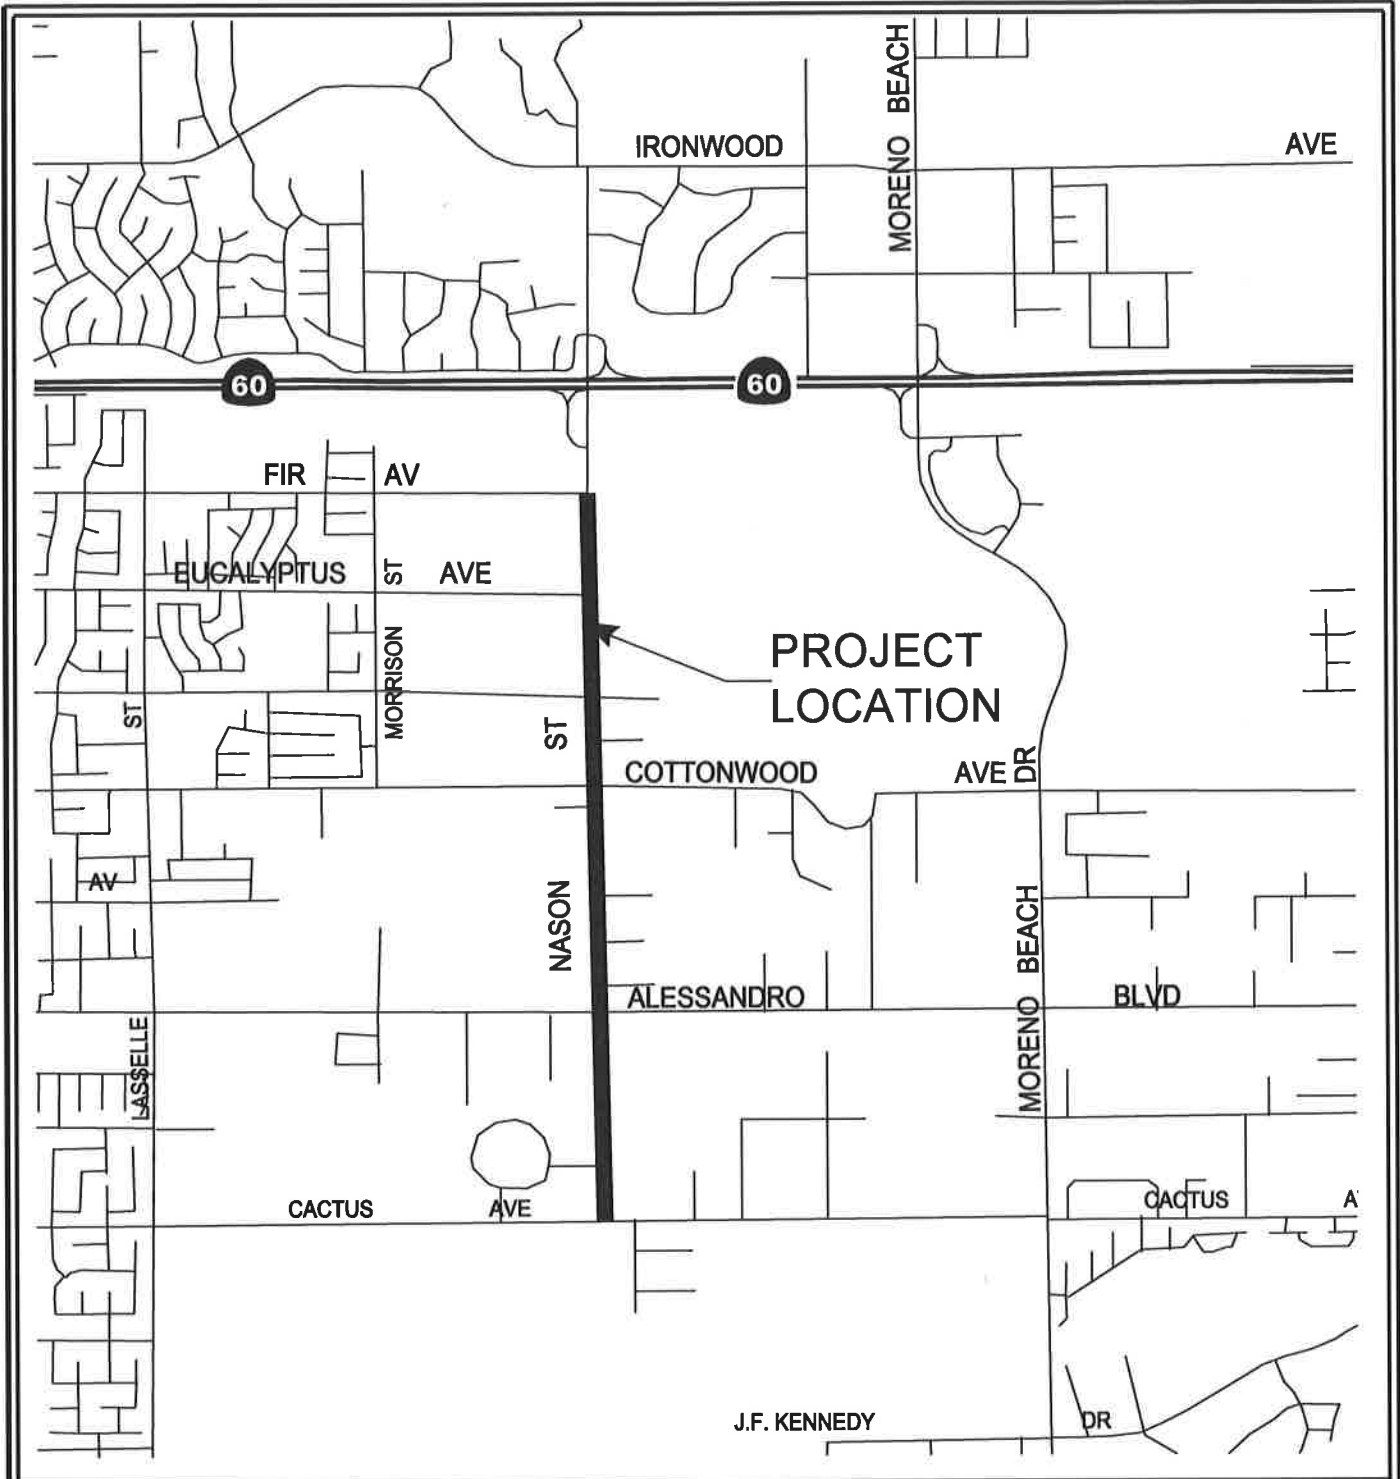 MORENO BEACH
IRONWOOD AVE
60 60
FIR AV
EUCALYPTUS AVE
ST
MORRISON
PROJECT
LOCATION
ST
ST
COTTONWOOD AVE
DR
AV
NASON
MORENO BEACH
ALESSANDRO BLVD
LASSELLE
CACTUS AVE
CACTUS A
J.F. KENNEDY DR